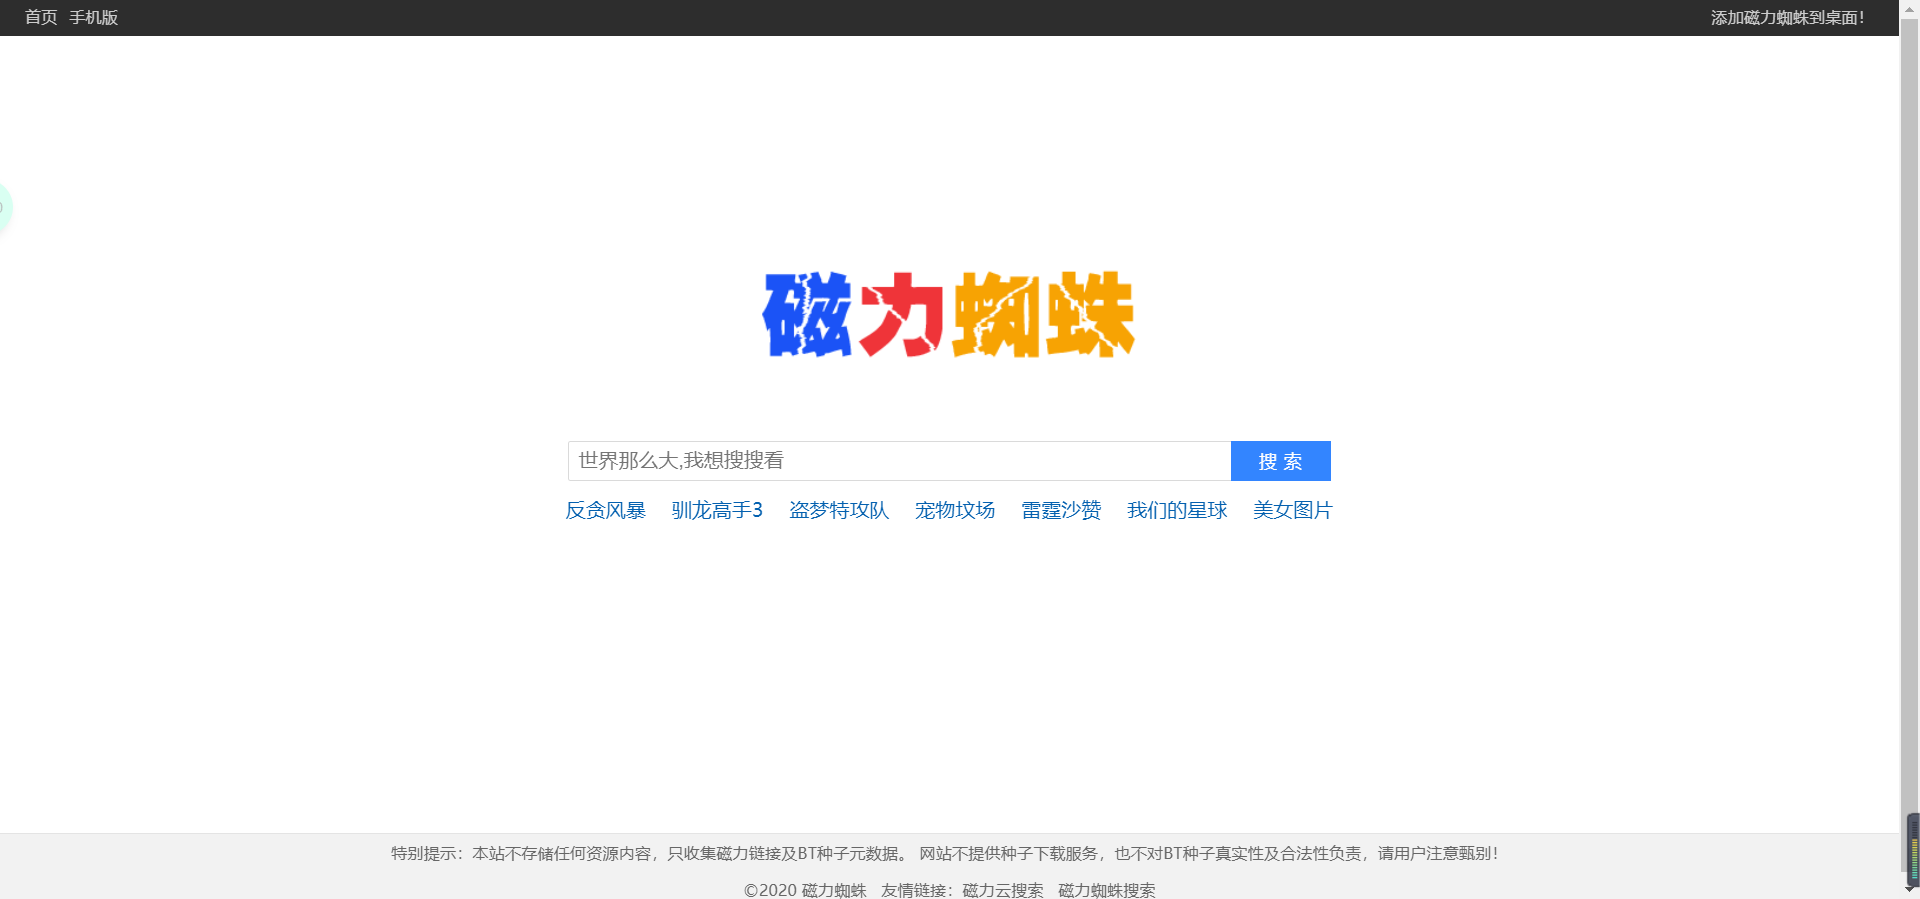 首页 手机版 添加磁力蜘蛛到桌面!
磁力蜘蛛
世界那么大,我想搜搜看 搜 索
反贪风暴 驯龙高手3 盗梦特攻队 宠物坟场 雷霆沙赞 我们的星球 美女图片
特别提示：本站不存储任何资源内容，只收集磁力链接及BT种子元数据。 网站不提供种子下载服务，也不对BT种子真实性及合法性负责，请用户注意甄别!
©2020 磁力蜘蛛 友情链接：磁力云搜索 磁力蜘蛛搜索